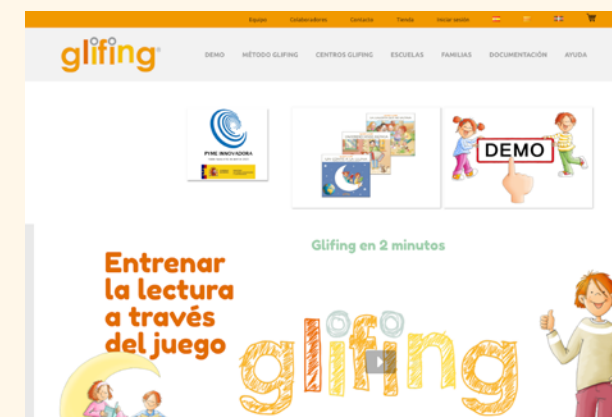 Equipo Colaboradores Contacto Tienda Iniciar sesión
glifing
DEMO MÉTODO GLIFING CENTROS GLIFING ESCUELAS FAMILIAS DOCUMENTACIÓN AYUDA
PYME INNOVADORA
DEMO
Glifing en 2 minutos
Entrenar
la lectura
a través
del juego
glifing